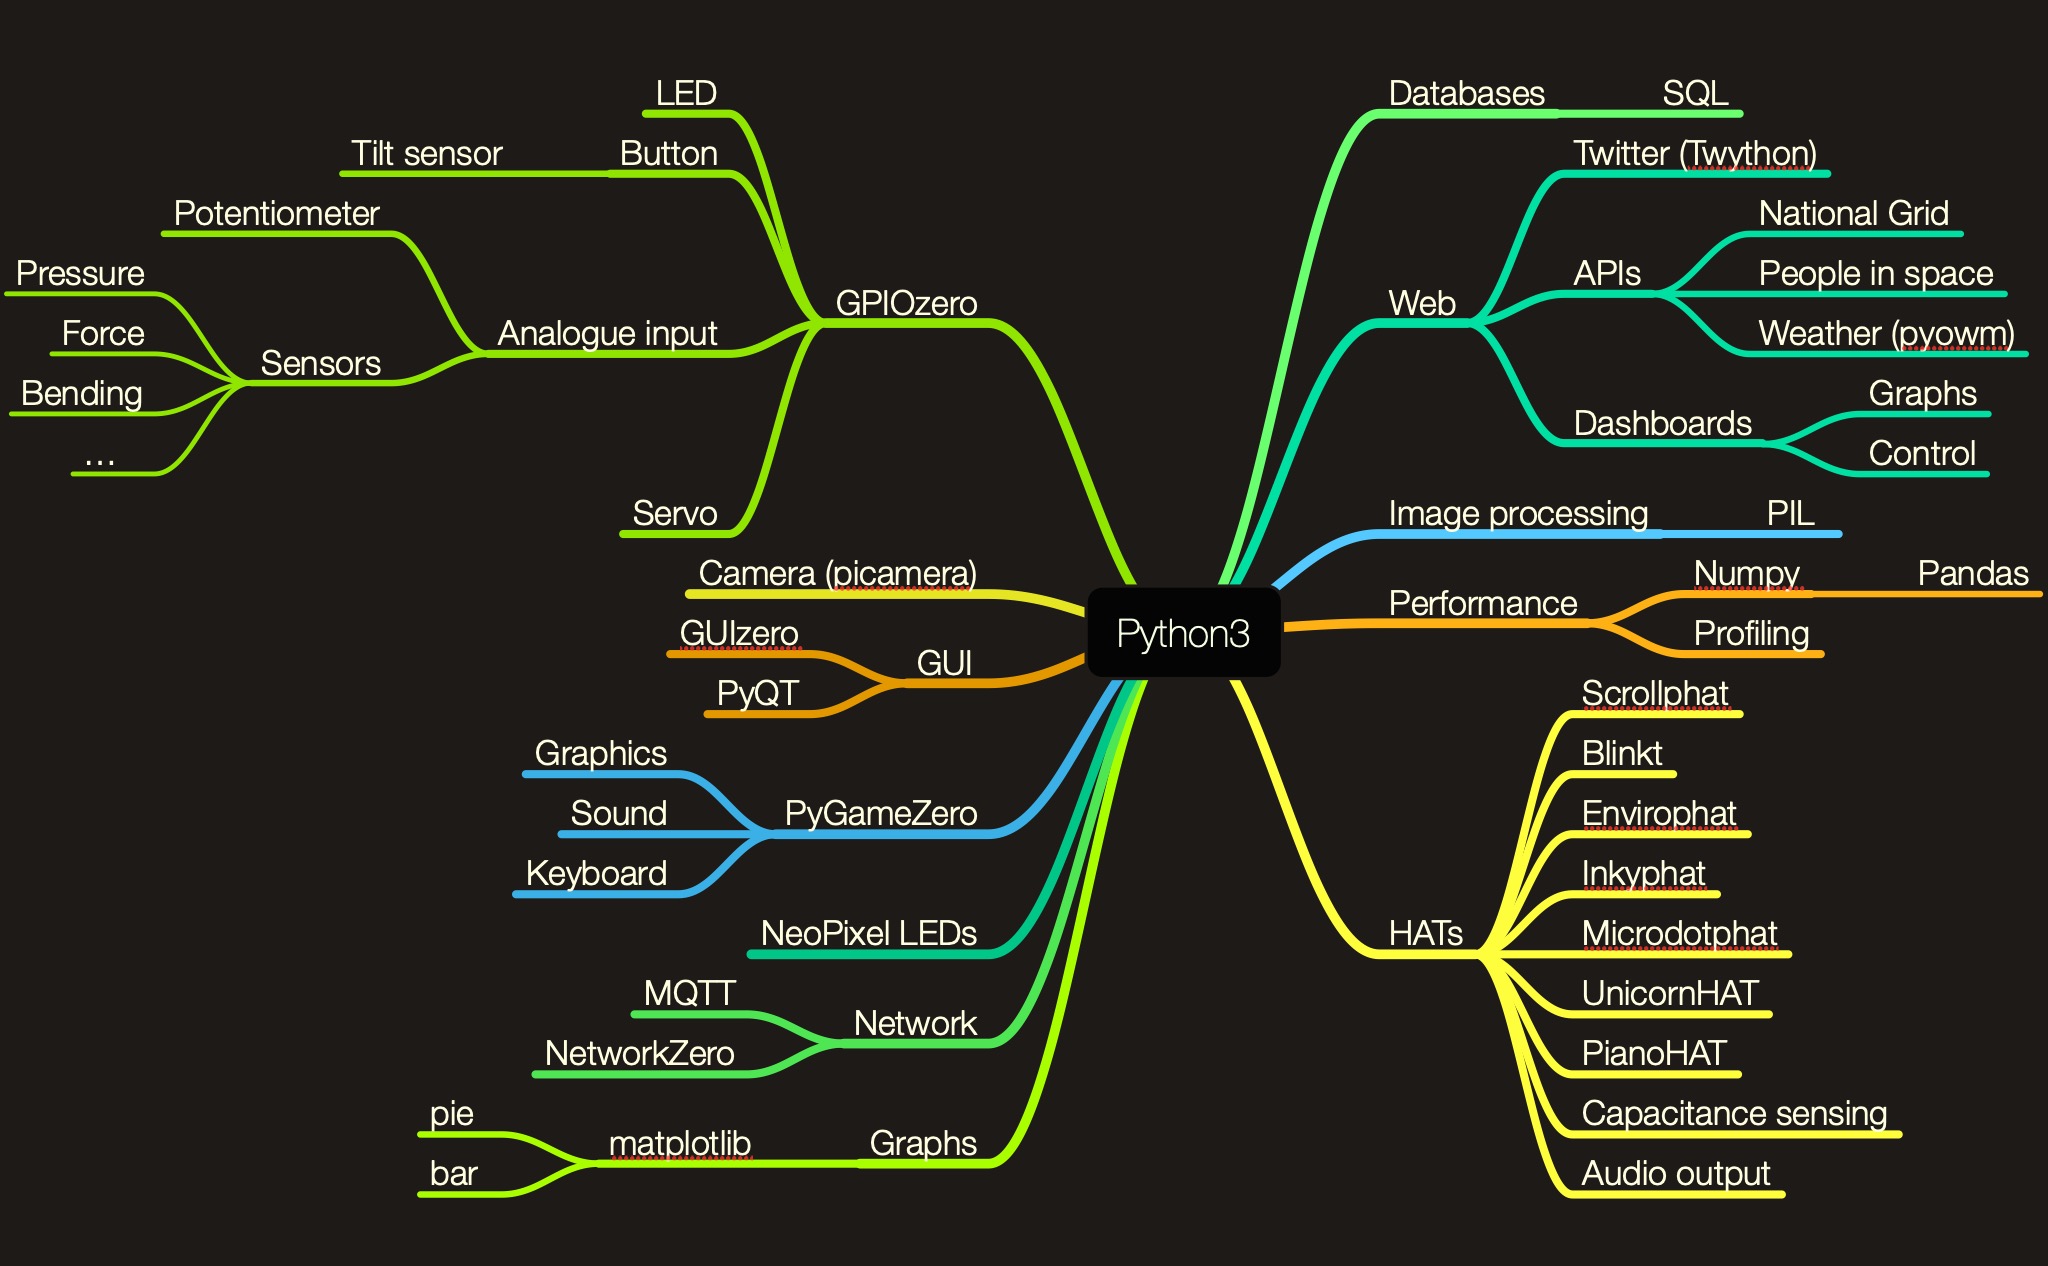 LED
Tilt sensor
Button
Potentiometer
Pressure
Force
Bending
...
Sensors
Analogue input
GPIOzero
Servo
Camera (picamera)
GUIzero
PyQT
GUI
Graphics
Sound
Keyboard
PyGameZero
NeoPixel LEDs
MQTT
NetworkZero
Network
pie
bar
matplotlib
Graphs
Python3
Databases
SQL
Web
Twitter (Twython)
APIs
National Grid
People in space
Weather (pyowm)
Dashboards
Graphs
Control
Image processing
PIL
Performance
Numpy
Pandas
Profiling
HATs
Scrollphat
Blinkt
Envirophat
Inkyphat
Microdotphat
UnicornHAT
PianoHAT
Capacitance sensing
Audio output